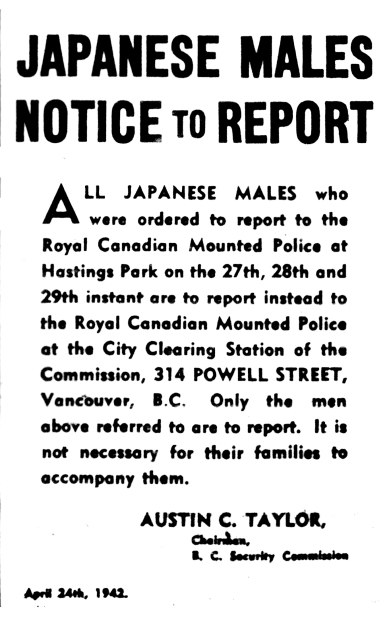 JAPANESE MALES
NOTICE TO REPORT
ALL JAPANESE MALES who
were ordered to report to the
Royal Canadian Mounted Police at
Hastings Park on the 27th, 28th and
29th instant are to report instead to
the Royal Canadian Mounted Police
at the City Clearing Station of the
Commission, 314 POWELL STREET,
Vancouver, B.C. Only the men
above referred to are to report. It is
not necessary for their families to
accompany them.
AUSTIN C. TAYLOR,
Chairman,
B. C. Security Commission
April 24th, 1942.